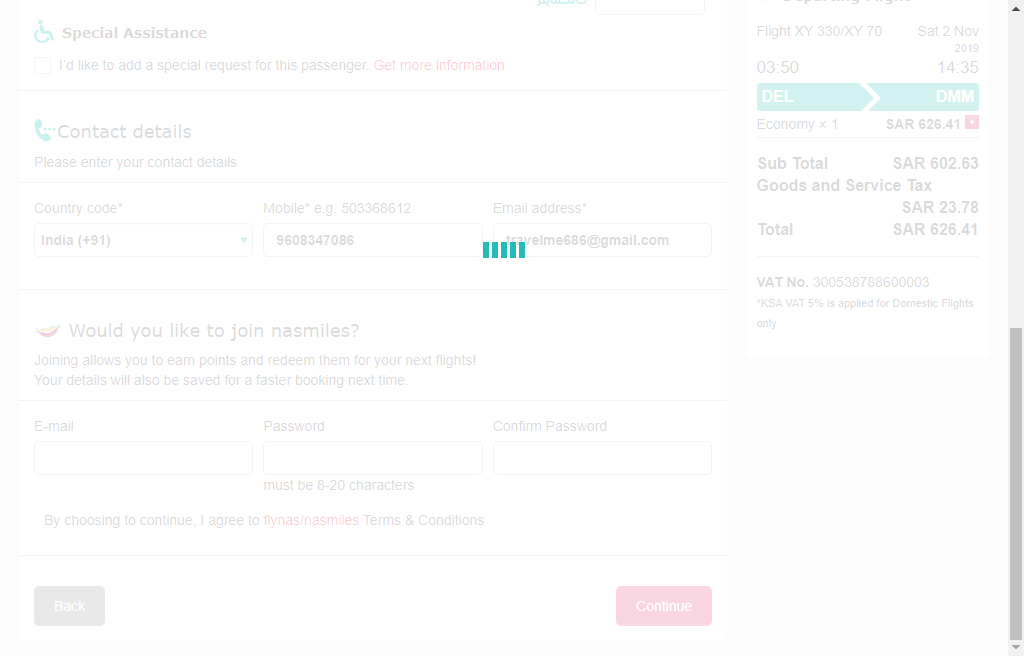 Special Assistance
I'd like to add a special request for this passenger. Get more information
Contact details
Please enter your contact details
Country code*
Mobile* e.g. 503368612
Email address*
India (+91)
9608347086
travelme686@gmail.com
Would you like to join nasmiles?
Joining allows you to earn points and redeem them for your next flights!
Your details will also be saved for a faster booking next time.
E-mail
Password
Confirm Password
must be 8-20 characters
By choosing to continue, I agree to flynas/nasmiles Terms & Conditions
Back
Continue
Departing Flight
Flight XY 330/XY 70 Sat 2 Nov
2019
03:50 14:35
DEL DMM
Economy × 1 SAR 626.41 +
Sub Total SAR 602.63
Goods and Service Tax
SAR 23.78
Total SAR 626.41
VAT No. 300538788600003
*KSA VAT 5% is applied for Domestic Flights
only